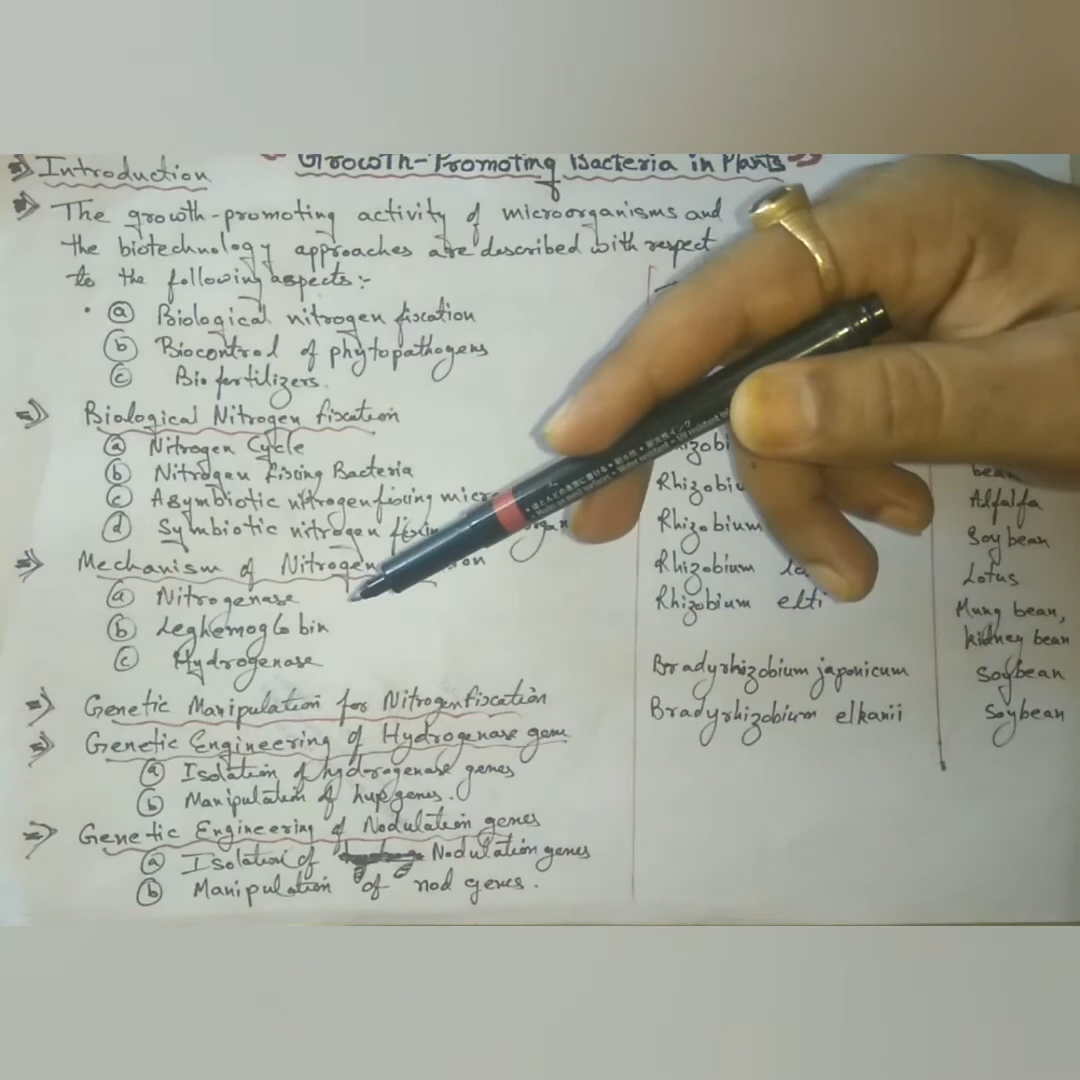 Growth-Promoting Bacteria in Plants
Introduction
The growth-promoting activity of microorganisms and
the biotechnology approaches are described with respect
to the following aspects:-
(a) Biological nitrogen fixation
(b) Biocontrol of phytopathogens
(c) Bio fertilizers.
Biological Nitrogen fixation
(a) Nitrogen Cycle
(b) Nitrogen fixing Bacteria
(c) Asymbiotic nitrogen fixing
(d) Symbiotic nitrogen
Mechanism of Nitrogen
(a) Nitrogenase
(b) Leghemoglobin
(c) Hydrogenase
Genetic Manipulation for Nitrogen fixation
Genetic Engineering of Hydrogenase gem
(a) Isolation of hydrogenase genes
(b) Manipulation of hup genes.
Genetic Engineering of Nodulation genes
(a) Isolation of Nodulation genes
(b) Manipulation of nod genes.
bean
Alfalfa
Rhizobium
Soybean
Rhizobium
Lotus
Rhizobium elti
Mung bean,
kidney bean
Bradyrhizobium japonicum
soybean
Bradyrhizobium elkanii
soybean
Water resistant